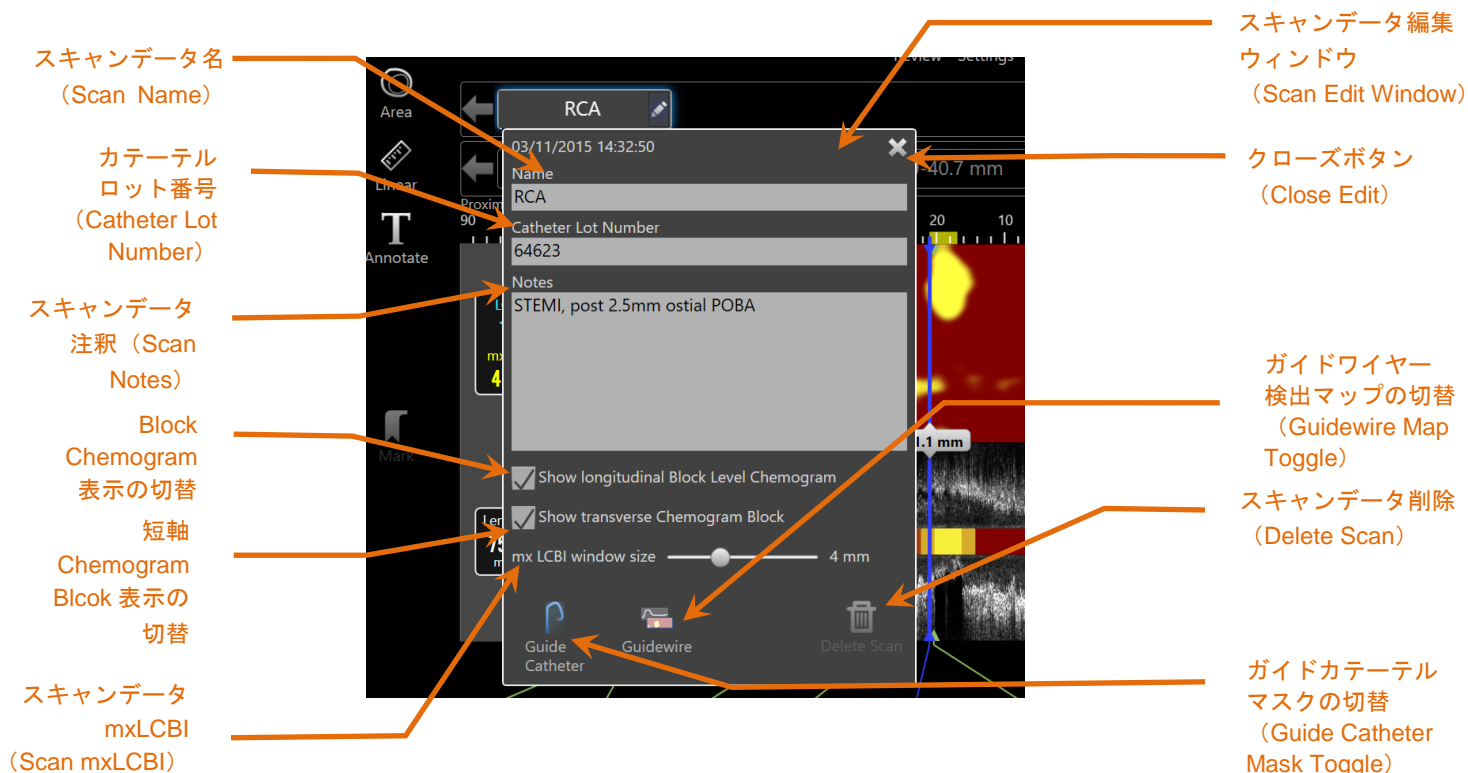 スキャンデータ名
（Scan Name）
カテーテル
ロット番号
（Catheter Lot
Number）
スキャンデータ
注釈（Scan
Notes）
Block
Chemogram
表示の切替
短軸
Chemogram
Blcok 表示の
切替
スキャンデータ
mxLCBI
（Scan mxLCBI）
Area
Linear
Annotate
Mark
Review Settings
RCA
03/11/2015 14:32:50
Name
RCA
Catheter Lot Number
64623
Notes
STEMI, post 2.5mm ostial POBA
Show longitudinal Block Level Chemogram
Show transverse Chemogram Block
mx LCBI window size 4 mm
Guide
Catheter
Guidewire
Delete Scan
-40.7 mm
90
20 10
1.1 mm
スキャンデータ編集
ウィンドウ
（Scan Edit Window）
クローズボタン
（Close Edit）
ガイドワイヤー
検出マップの切替
（Guidewire Map
Toggle）
スキャンデータ削除
（Delete Scan）
ガイドカテーテル
マスクの切替
（Guide Catheter
Mask Toggle）